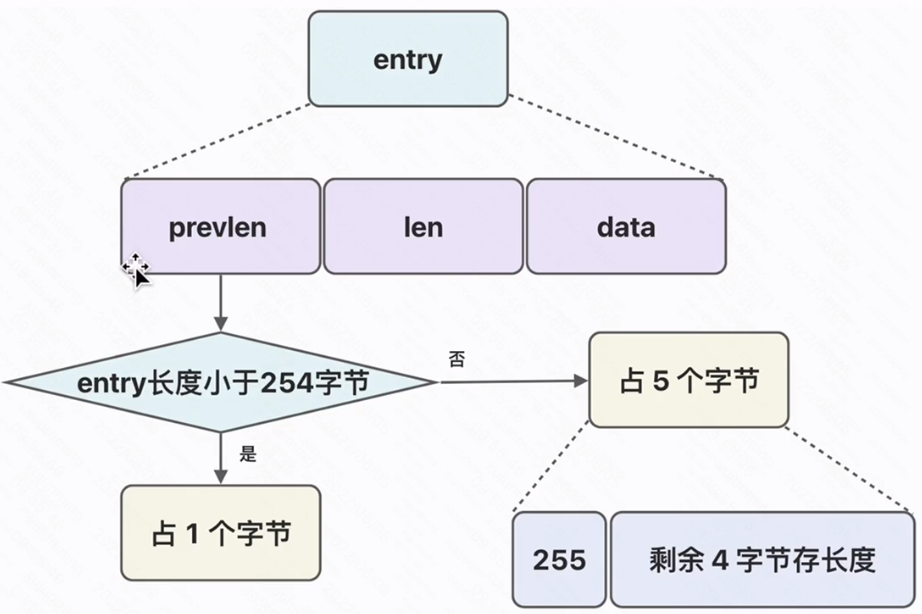 entry
prevlen
len
data
entry长度小于254字节
否
占 5 个字节
是
占 1 个字节
255
剩余 4 字节存长度